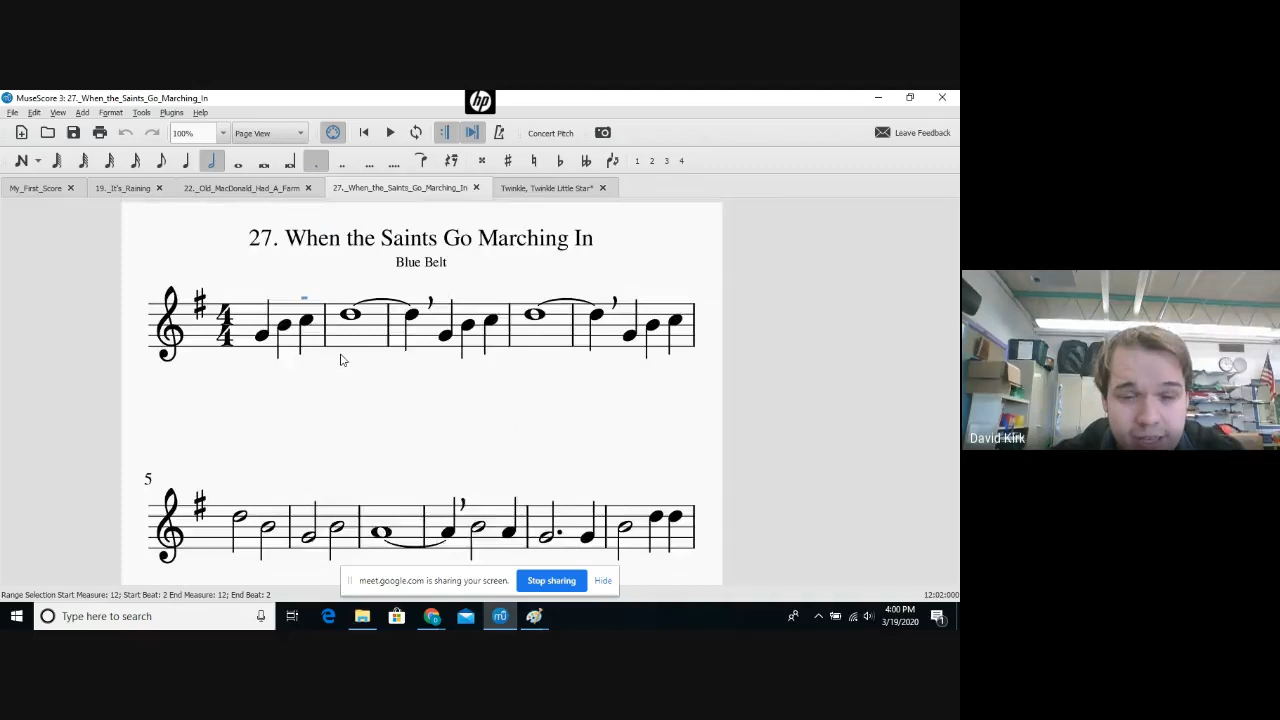 MuseScore 3: 27._When_the_Saints_Go_Marching_In
hp
File Edit View Add Format Tools Plugins Help
100% Page View Concert Pitch Leave Feedback
1 2 3 4
My_First_Score 19._It's_Raining 22._Old_MacDonald_Had_A_Farm 27._When_the_Saints_Go_Marching_In Twinkle, Twinkle Little Star*
27. When the Saints Go Marching In
Blue Belt
4
4
5
David Kirk
meet.google.com is sharing your screen. Stop sharing Hide
Range Selection Start Measure: 12; Start Beat: 2 End Measure: 12; End Beat: 2 12:02:000
Type here to search
4:00 PM
3/19/2020
1